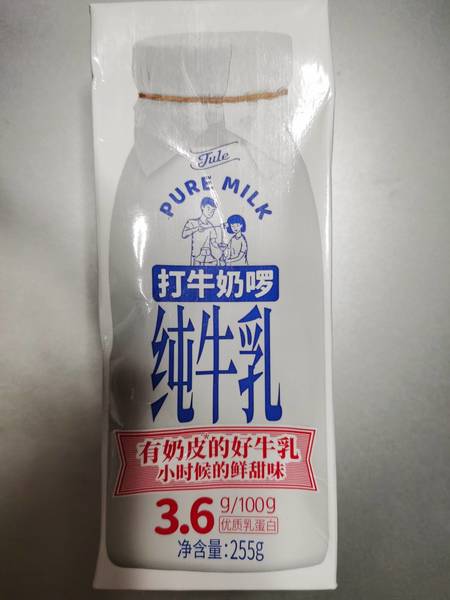 Tule
PURE MILK
打牛奶啰
纯牛乳
有奶皮的好牛乳
小时候的鲜甜味
3.6 g/100g
优质乳蛋白
净含量:255g